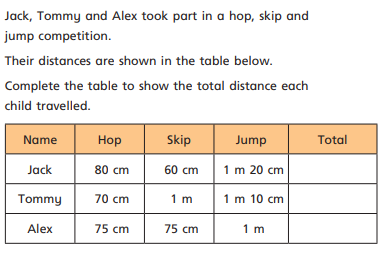 Jack, Tommy and Alex took part in a hop, skip and
jump competition.
Their distances are shown in the table below.
Complete the table to show the total distance each
child travelled.
Name Hop Skip Jump Total
Jack 80 cm 60 cm 1 m 20 cm
Tommy 70 cm 1 m 1 m 10 cm
Alex 75 cm 75 cm 1 m